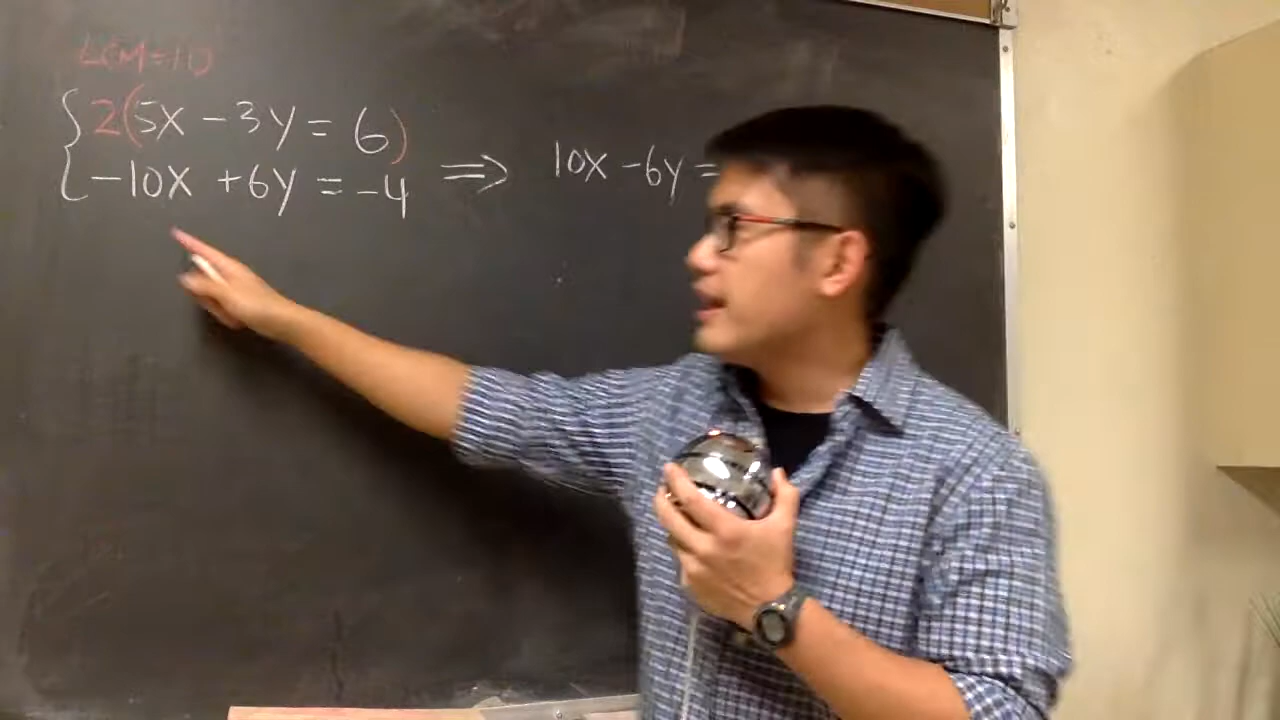 LCM=10
2(5x - 3y = 6)
-10x + 6y = -4 ⇒ 10x - 6y =